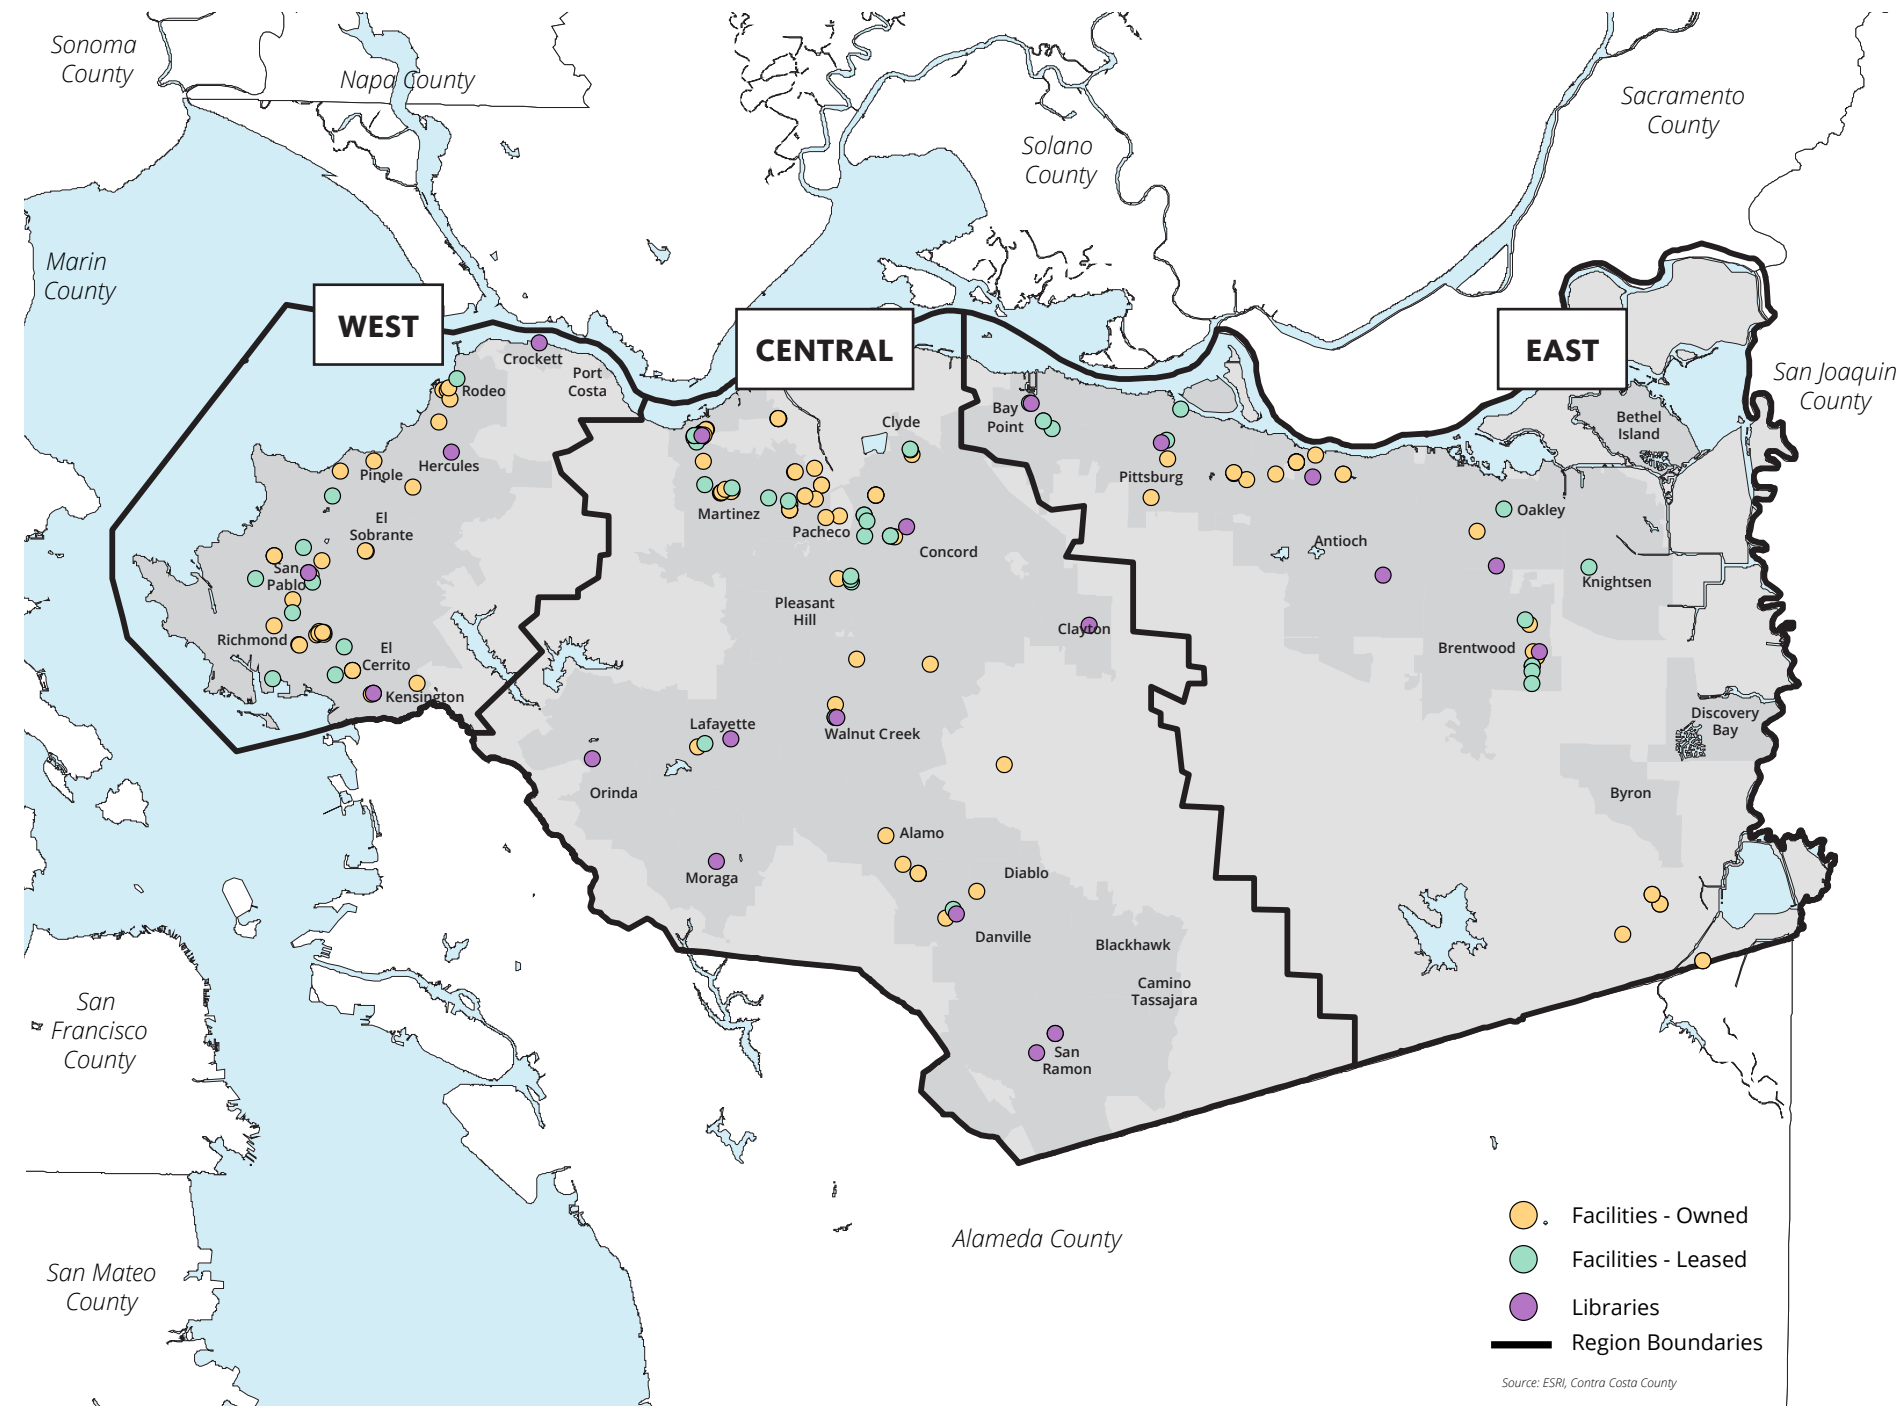 Sonoma
County
Napa County
Sacramento
County
Solano
County
Marin
County
WEST
CENTRAL
EAST
San Joaquin
County
Crockett
Port
Costa
Rodeo
Hercules
Pinole
El
Sobrante
San
Pablo
Richmond
El
Cerrito
Kensington
Clyde
Martinez
Pacheco
Concord
Pleasant
Hill
Clayton
Lafayette
Walnut Creek
Orinda
Moraga
Alamo
Diablo
Danville
Blackhawk
Camino
Tassajara
San
Ramon
Bay
Point
Pittsburg
Antioch
Bethel
Island
Oakley
Knightsen
Brentwood
Discovery
Bay
Byron
San
Francisco
County
San Mateo
County
Alameda County
Facilities - Owned
Facilities - Leased
Libraries
Region Boundaries
Source: ESRI, Contra Costa County